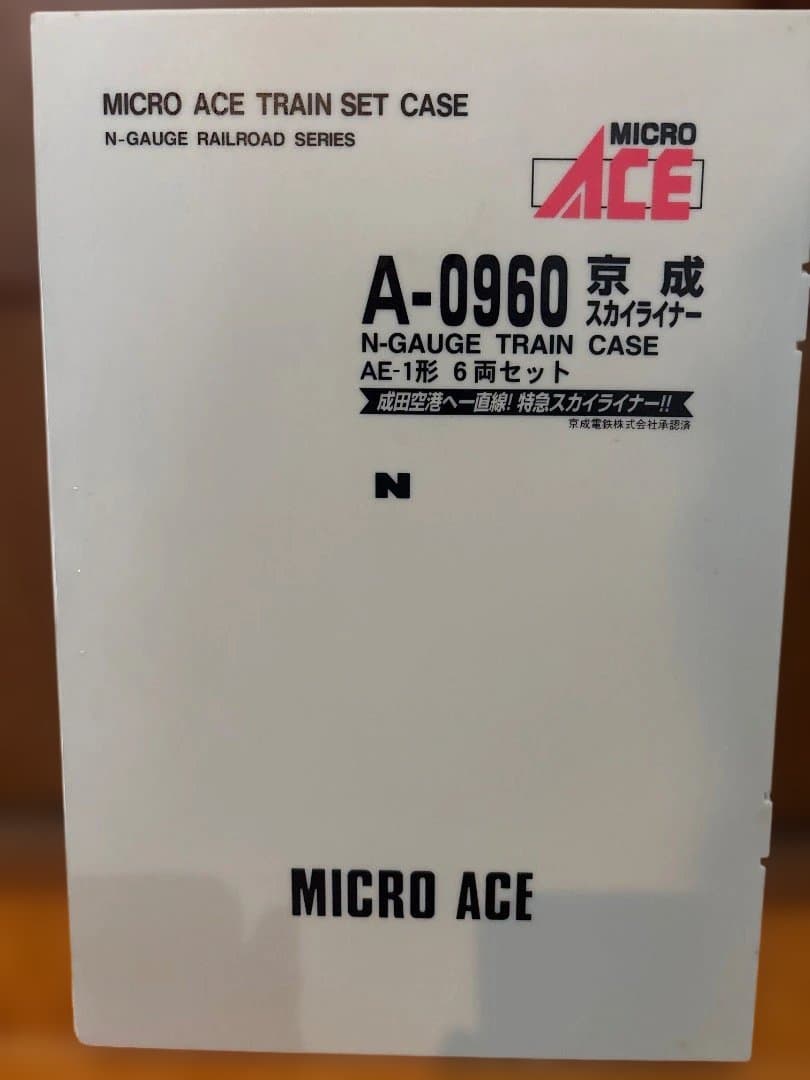 MICRO ACE TRAIN SET CASE
N-GAUGE RAILROAD SERIES
MICRO
ACE
A-0960 京成
スカイライナー
N-GAUGE TRAIN CASE
AE-1形 6両セット
成田空港へ一直線! 特急スカイライナー!!
京成電鉄株式会社承認済
N
MICRO ACE